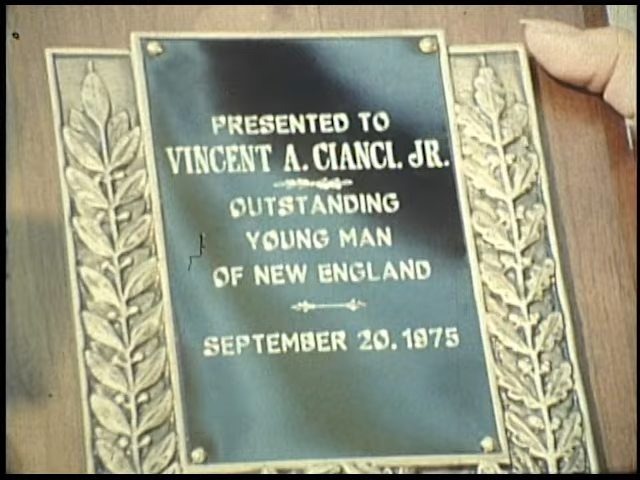 PRESENTED TO
VINCENT A. CIANCI. JR.
OUTSTANDING
YOUNG MAN
OF NEW ENGLAND
SEPTEMBER 20. 1975